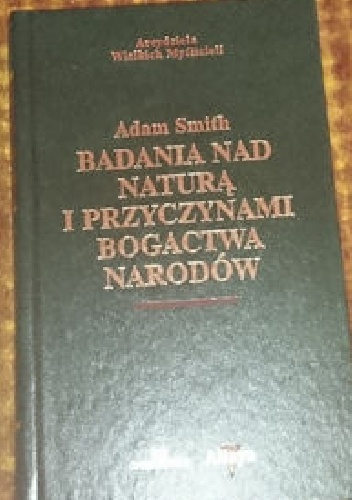 Arcydzieła
Wielkich Myślicieli
Adam Smith
BADANIA NAD
NATURĄ
I PRZYCZYNAMI
BOGACTWA
NARODÓW